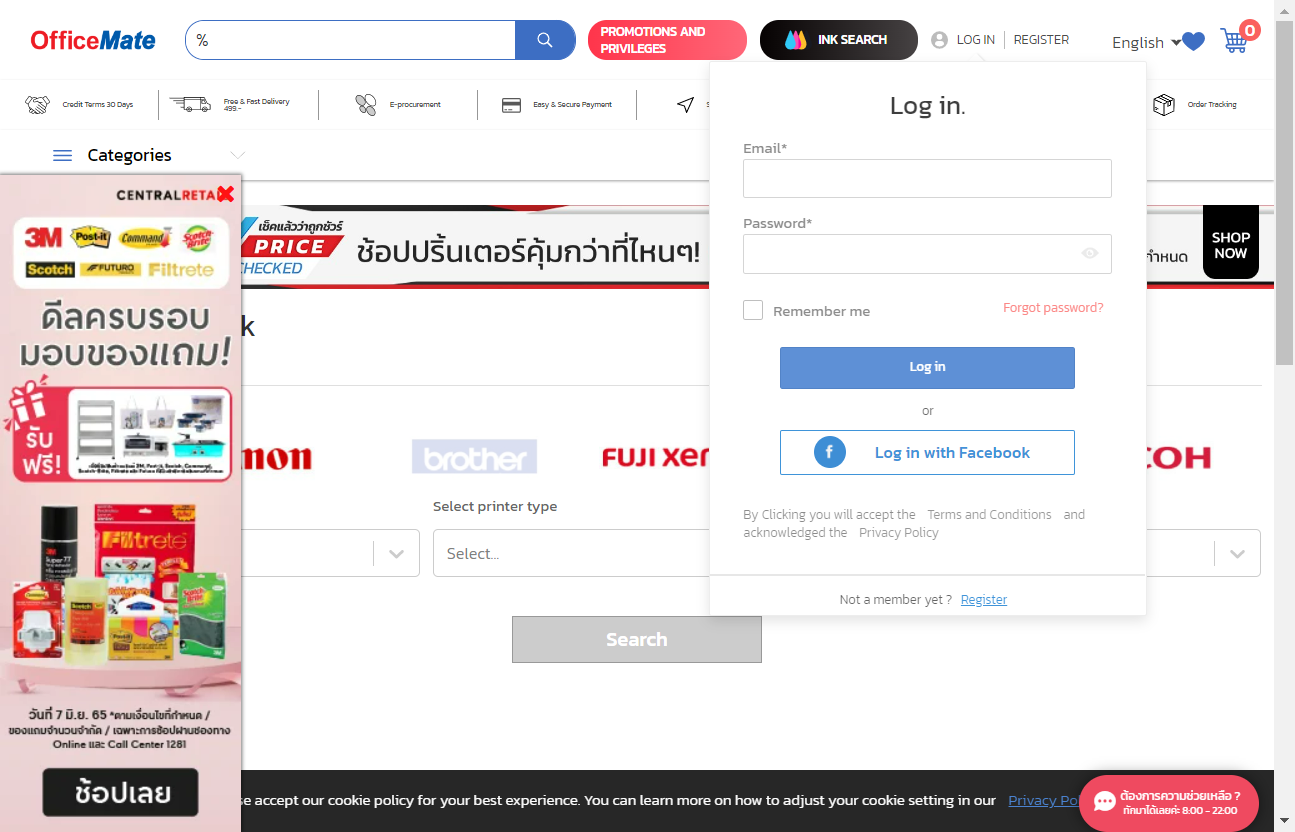 OfficeMate
%
PROMOTIONS AND
PRIVILEGES
INK SEARCH
LOG IN
REGISTER
English
0
Credit Terms 30 Days
Free & Fast Delivery
499.-
E-procurement
Easy & Secure Payment
Order Tracking
Categories
Log in.
Email*
Password*
Remember me
Forgot password?
Log in
or
Log in with Facebook
By Clicking you will accept the Terms and Conditions and
acknowledged the Privacy Policy
Not a member yet ? Register
CENTRALRETA
3M Post-it Command Scotch-Brite
Scotch FUTURO Filtrete
ดีลครบรอบ
มอบของแถม!
รับ
ฟรี!
3M
Super 77
Filtrete
Command
Scotch
Post-it
Scotch-Brite
3M
วันที่ 7 มิ.ย. 65 *ตามเงื่อนไขที่กำหนด /
ของแถมจำนวนจำกัด / เฉพาะการช้อปผ่านช่องทาง
Online และ Call Center 1281
ช้อปเลย
เช็คแล้วว่าถูกชัวร์
PRICE
CHECKED
ช้อปปริ้นเตอร์คุ้มกว่าที่ไหนๆ!
กำหนด
SHOP
NOW
k
non
brother
FUJI xer
COH
Select printer type
Select...
Search
se accept our cookie policy for your best experience. You can learn more on how to adjust your cookie setting in our Privacy Po
ต้องการความช่วยเหลือ ?
ทักมาได้เลยค่ะ 8:00 - 22:00